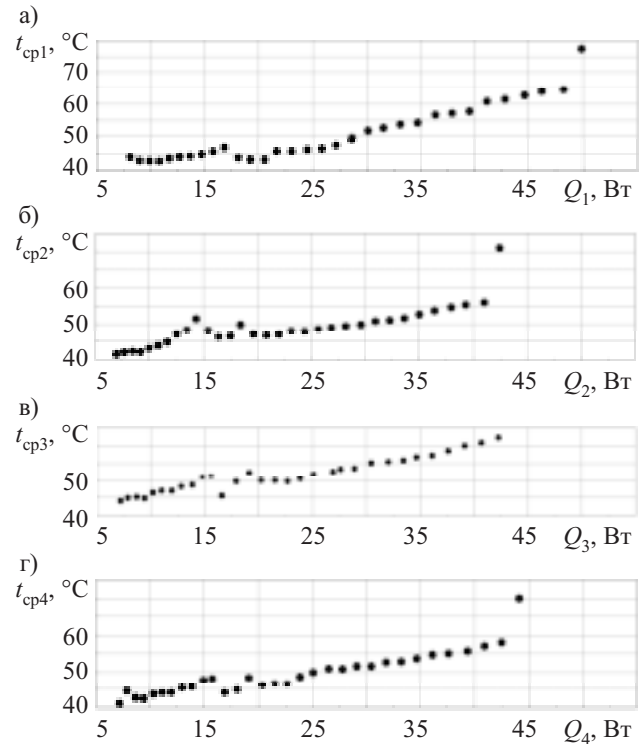 а)
t_ср1, °C
70
60
50
40
5 15 25 35 45 Q_1, Вт
б)
t_ср2, °C
60
50
40
5 15 25 35 45 Q_2, Вт
в)
t_ср3, °C
50
40
5 15 25 35 45 Q_3, Вт
г)
t_ср4, °C
60
50
40
5 15 25 35 45 Q_4, Вт